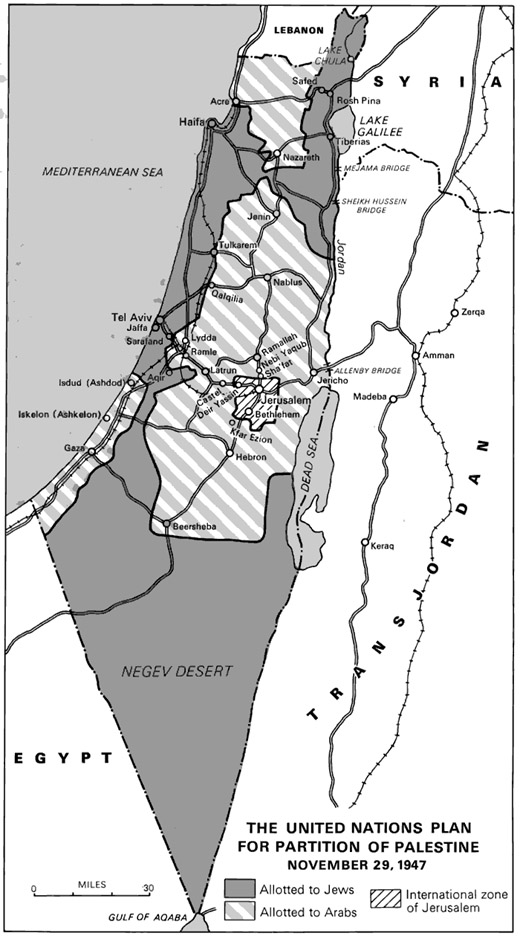 LEBANON
LAKE
CHULA
Safed
SYRIA
Acre
Rosh Pina
Haifa
LAKE
GALILEE
Tiberias
Nazareth
MEDITERRANEAN SEA
MEJAMA BRIDGE
SHEIKH HUSSEIN
BRIDGE
Jenin
Jordan
Tulkarem
Nablus
Qalqilia
Zerqa
Tel Aviv
Jaffa
Sarafand
Lydda
Ramle
Ramallah
Nebi Yaqub
Sha'fat
Amman
Aqir
Latrun
ALLENBY BRIDGE
Jericho
Isdud (Ashdod)
Castel
Deir Yassin
Jerusalem
Madeba
Iskelon (Ashkelon)
Bethlehem
Kfar Ezion
Gaza
Hebron
DEAD SEA
Beersheba
Keraq
TRANSJORDAN
NEGEV DESERT
EGYPT
THE UNITED NATIONS PLAN
FOR PARTITION OF PALESTINE
NOVEMBER 29, 1947
MILES
0 30
Allotted to Jews
Allotted to Arabs
International zone
of Jerusalem
GULF OF AQABA